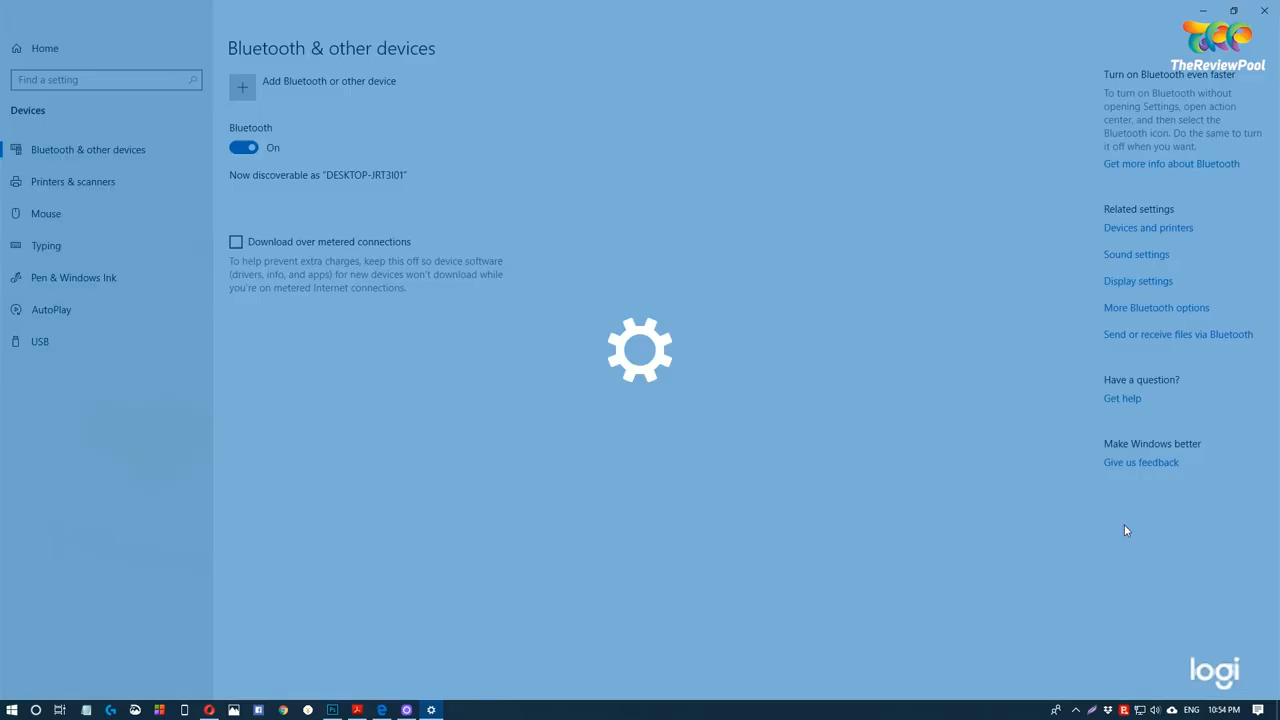 Home
Find a setting
Devices
Bluetooth & other devices
Printers & scanners
Mouse
Typing
Pen & Windows Ink
AutoPlay
USB
Bluetooth & other devices
Add Bluetooth or other device
Bluetooth
On
Now discoverable as "DESKTOP-JRT3I01"
Download over metered connections
To help prevent extra charges, keep this off so device software
(drivers, info, and apps) for new devices won't download while
you're on metered Internet connections.
TheReviewPool
Turn on Bluetooth even faster
To turn on Bluetooth without
opening Settings, open action
center, and then select the
Bluetooth icon. Do the same to turn
it off when you want.
Get more info about Bluetooth
Related settings
Devices and printers
Sound settings
Display settings
More Bluetooth options
Send or receive files via Bluetooth
Have a question?
Get help
Make Windows better
Give us feedback
logi
ENG
10:54 PM